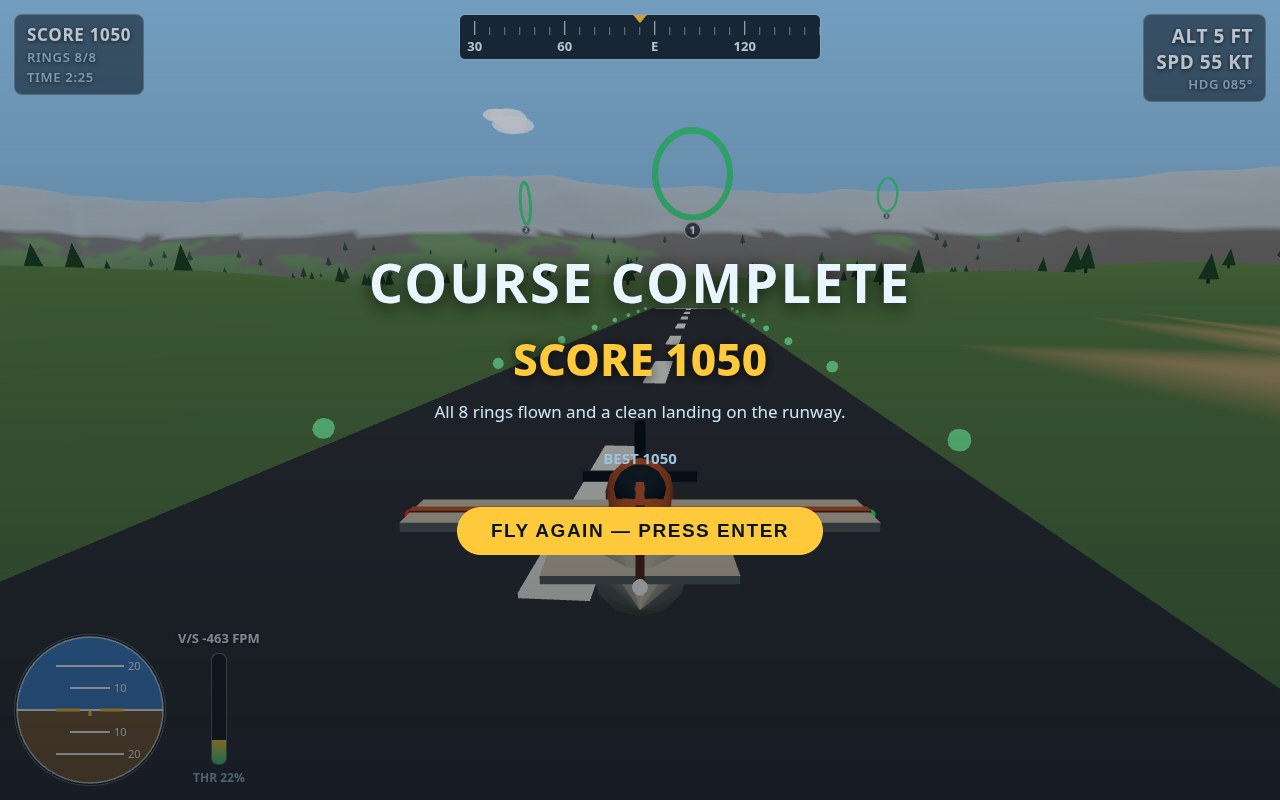 SCORE 1050
RINGS 8/8
TIME 2:25
30 60 E 120
ALT 5 FT
SPD 55 KT
HDG 085°
1
COURSE COMPLETE
SCORE 1050
All 8 rings flown and a clean landing on the runway.
BEST 1050
FLY AGAIN — PRESS ENTER
V/S -463 FPM
20
10
10
20
THR 22%